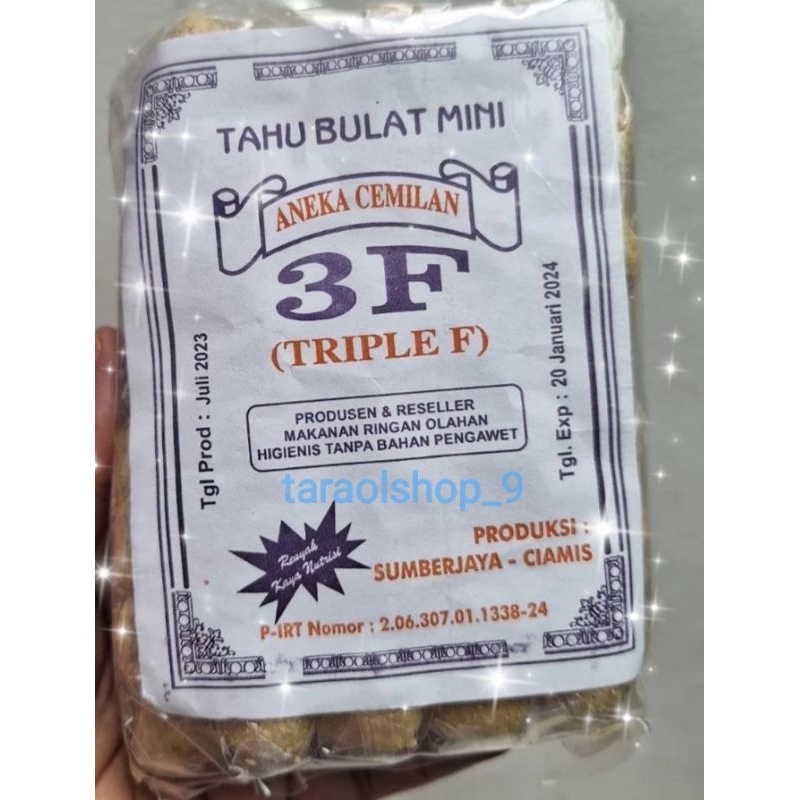 TAHU BULAT MINI
ANEKA CEMILAN
3F
(TRIPLE F)
Tgl Prod : Juli 2023
Tgl. Exp : 20 Januari 2024
PRODUSEN & RESELLER
MAKANAN RINGAN OLAHAN
HIGIENIS TANPA BAHAN PENGAWET
taraolshop_9
Renyah
Kaya Nutrisi
PRODUKSI :
SUMBERJAYA - CIAMIS
P-IRT Nomor : 2.06.307.01.1338-24